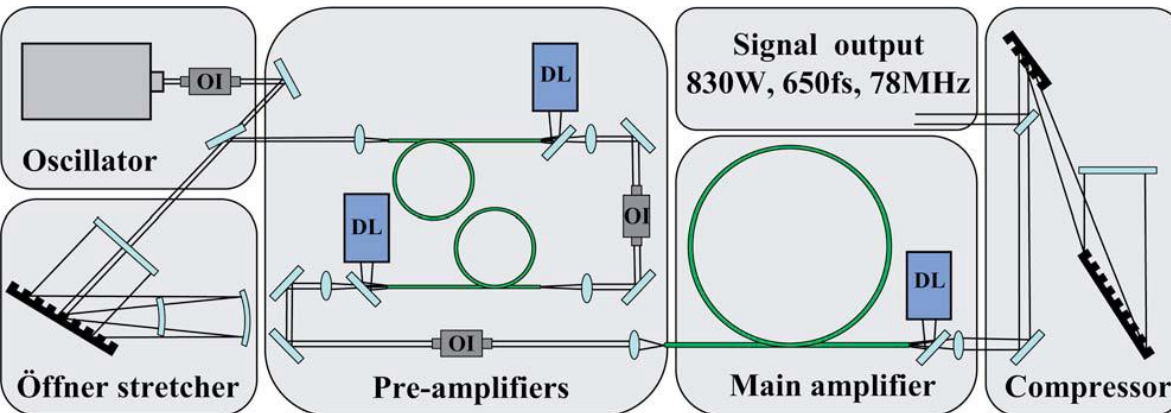 OI
Oscillator
DL
DL
OI
OI
Pre-amplifiers
Öffner stretcher
Signal output
830W, 650fs, 78MHz
DL
Main amplifier
Compressor